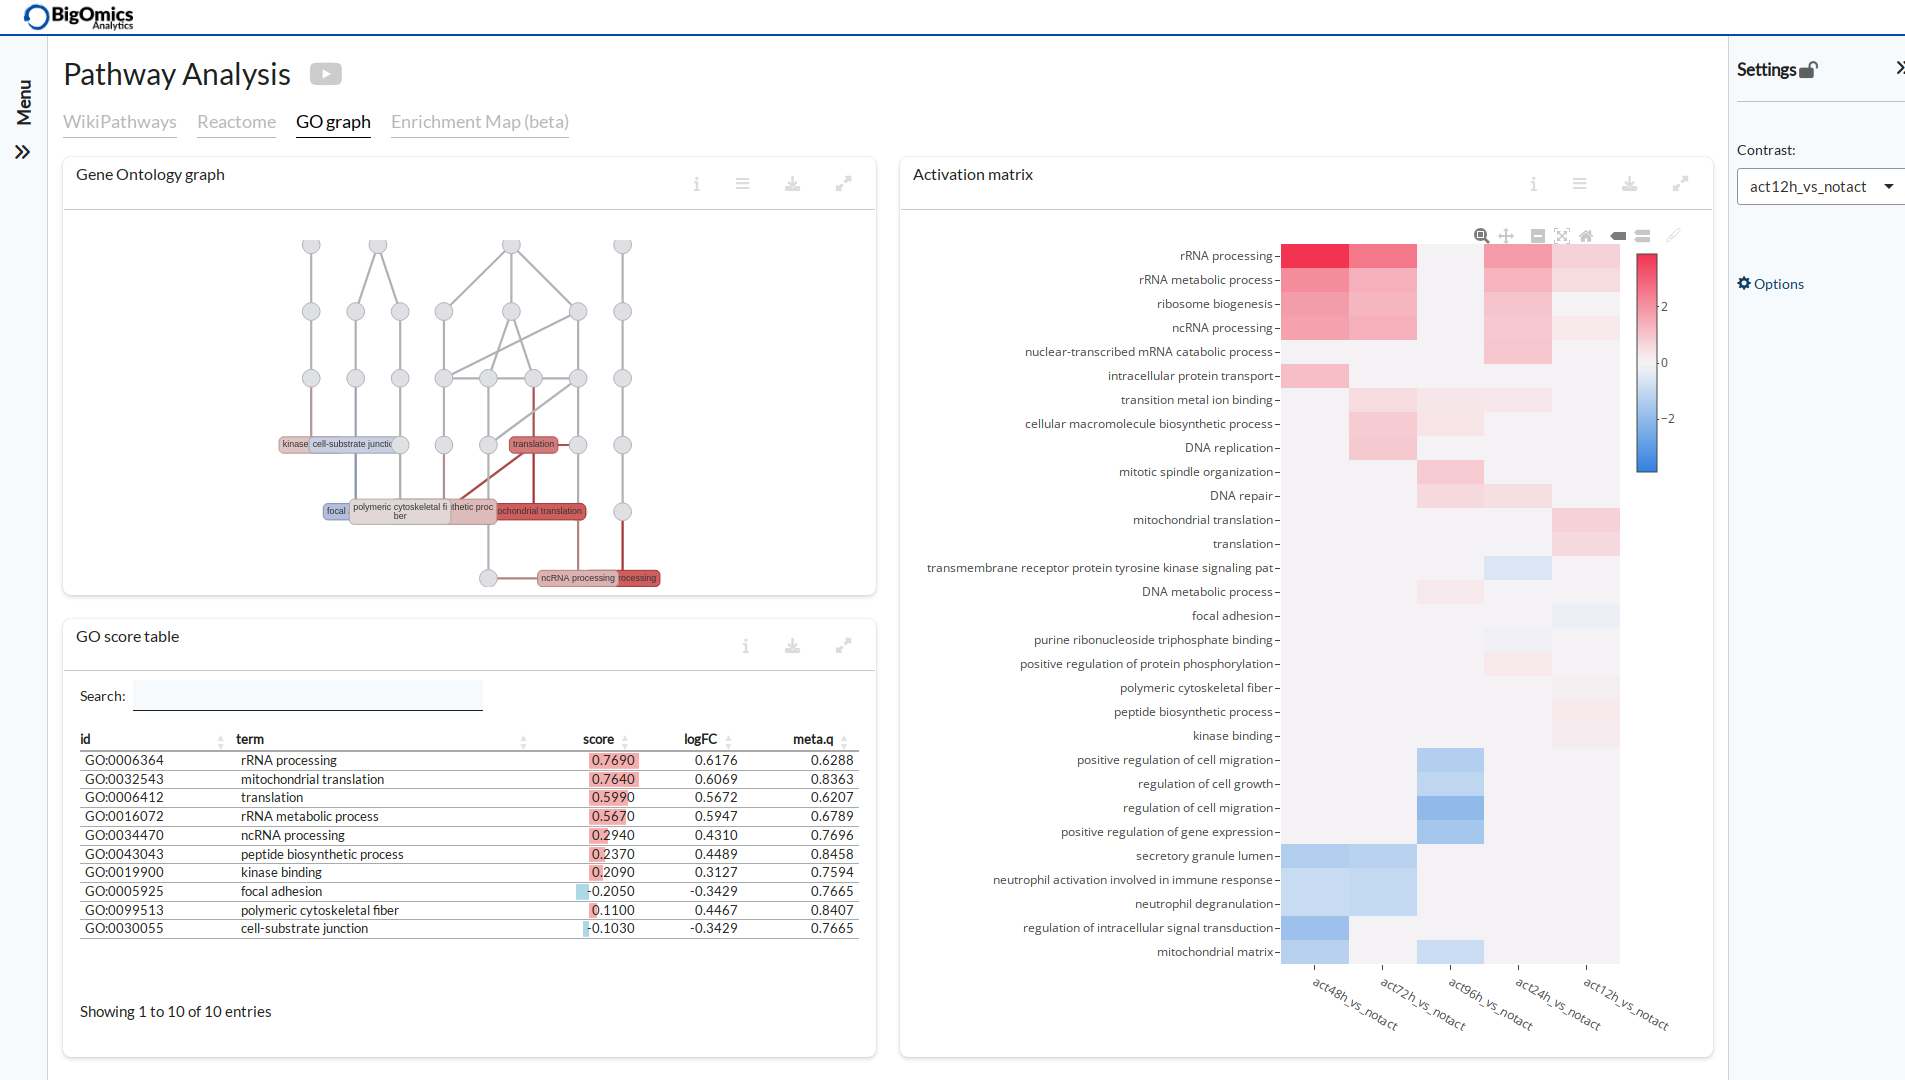 BigOmics
Analytics
Menu
Pathway Analysis
WikiPathways Reactome GO graph Enrichment Map (beta)
Gene Ontology graph
kinase cell-substrate junctic translation
focal polymeric cytoskeletal fi thetic proc ochondrial translation
ber
ncRNA processing rocessing
GO score table
Search:
id term score logFC meta.q
GO:0006364 rRNA processing 0.7690 0.6176 0.6288
GO:0032543 mitochondrial translation 0.7640 0.6069 0.8363
GO:0006412 translation 0.5990 0.5672 0.6207
GO:0016072 rRNA metabolic process 0.5670 0.5947 0.6789
GO:0034470 ncRNA processing 0.2940 0.4310 0.7696
GO:0043043 peptide biosynthetic process 0.2370 0.4489 0.8458
GO:0019900 kinase binding 0.2090 0.3127 0.7594
GO:0005925 focal adhesion -0.2050 -0.3429 0.7665
GO:0099513 polymeric cytoskeletal fiber 0.1100 0.4467 0.8407
GO:0030055 cell-substrate junction -0.1030 -0.3429 0.7665
Showing 1 to 10 of 10 entries
Activation matrix
rRNA processing
rRNA metabolic process
ribosome biogenesis
ncRNA processing
nuclear-transcribed mRNA catabolic process
intracellular protein transport
transition metal ion binding
cellular macromolecule biosynthetic process
DNA replication
mitotic spindle organization
DNA repair
mitochondrial translation
translation
transmembrane receptor protein tyrosine kinase signaling pat
DNA metabolic process
focal adhesion
purine ribonucleoside triphosphate binding
positive regulation of protein phosphorylation
polymeric cytoskeletal fiber
peptide biosynthetic process
kinase binding
positive regulation of cell migration
regulation of cell growth
regulation of cell migration
positive regulation of gene expression
secretory granule lumen
neutrophil activation involved in immune response
neutrophil degranulation
regulation of intracellular signal transduction
mitochondrial matrix
act48h_vs_notact
act72h_vs_notact
act96h_vs_notact
act24h_vs_notact
act12h_vs_notact
2
0
−2
Settings
Contrast:
act12h_vs_notact
Options